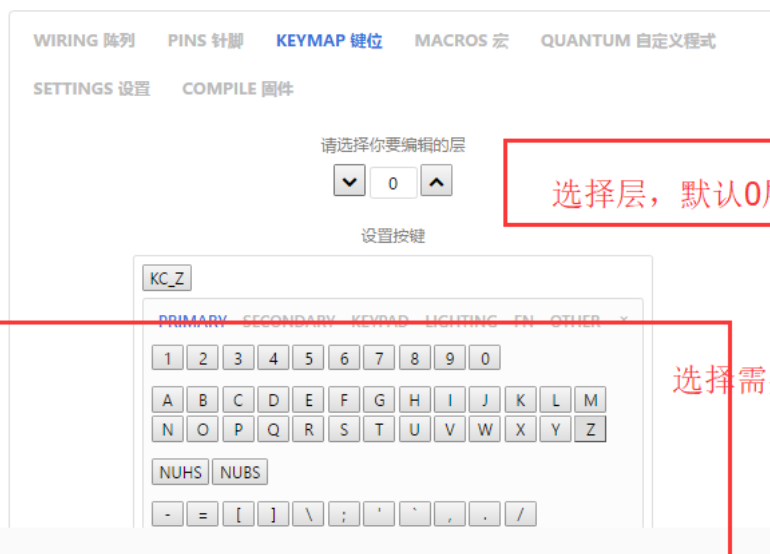 WIRING 阵列 PINS 针脚 KEYMAP 键位 MACROS 宏 QUANTUM 自定义程式
SETTINGS 设置 COMPILE 固件
请选择你要编辑的层
0
选择层，默认0层
设置按键
KC_Z
PRIMARY SECONDARY KEYPAD LIGHTING FN OTHER ×
1 2 3 4 5 6 7 8 9 0
选择需
A B C D E F G H I J K L M
N O P Q R S T U V W X Y Z
NUHS NUBS
- = [ ] \ ; ' ` , . /